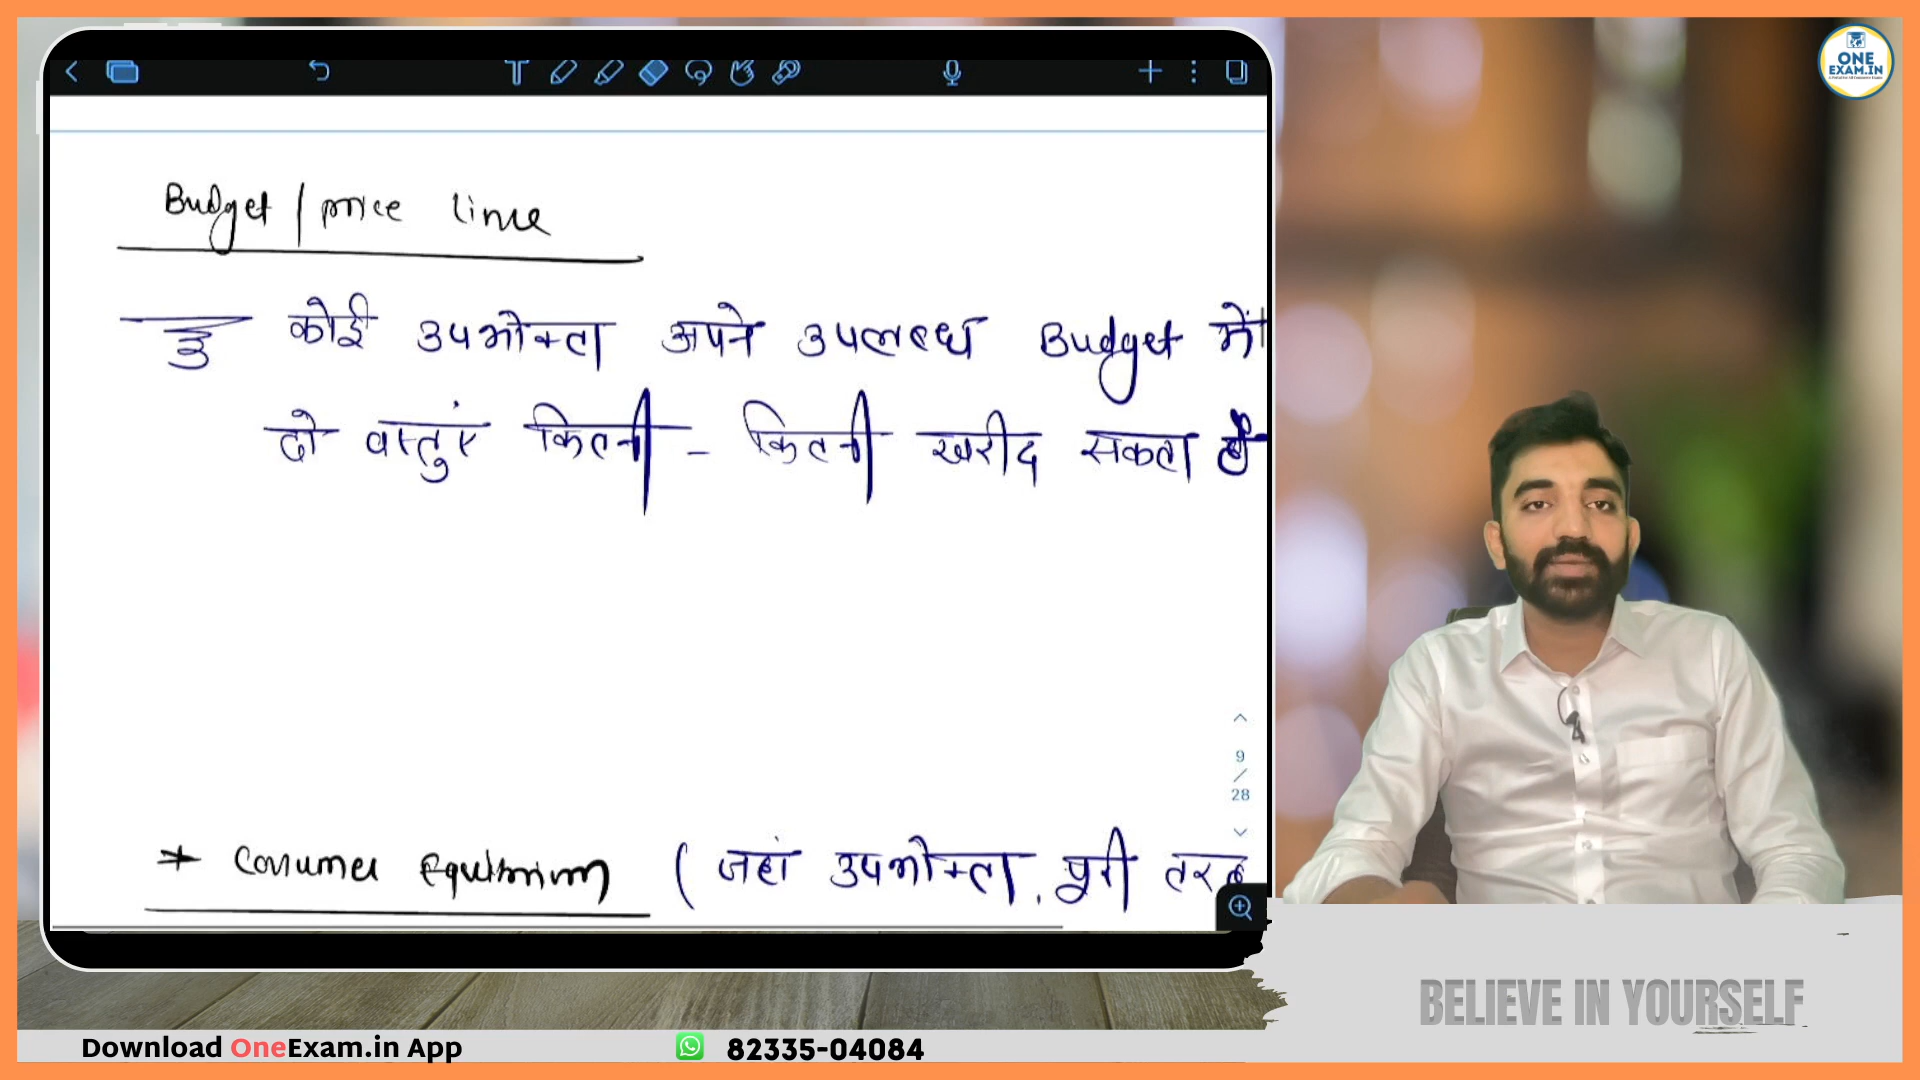 ONE
EXAM.IN
Budget / price line
कोई उपभोक्ता अपने उपलब्ध Budget में
दो वस्तुएं कितनी - कितनी खरीद सकता है
9
/
28
* Consumer Equilibrium ( जहां उपभोक्ता पूरी तरह
BELIEVE IN YOURSELF
Download OneExam.in App
82335-04084